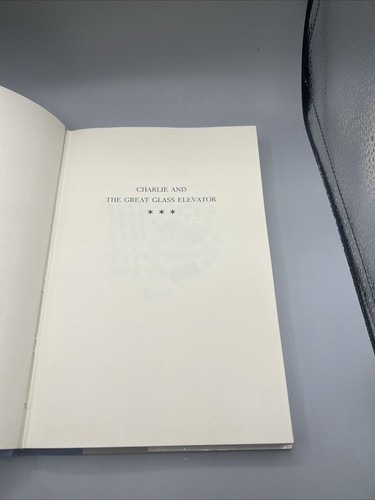 CHARLIE AND
THE GREAT GLASS ELEVATOR
* * *